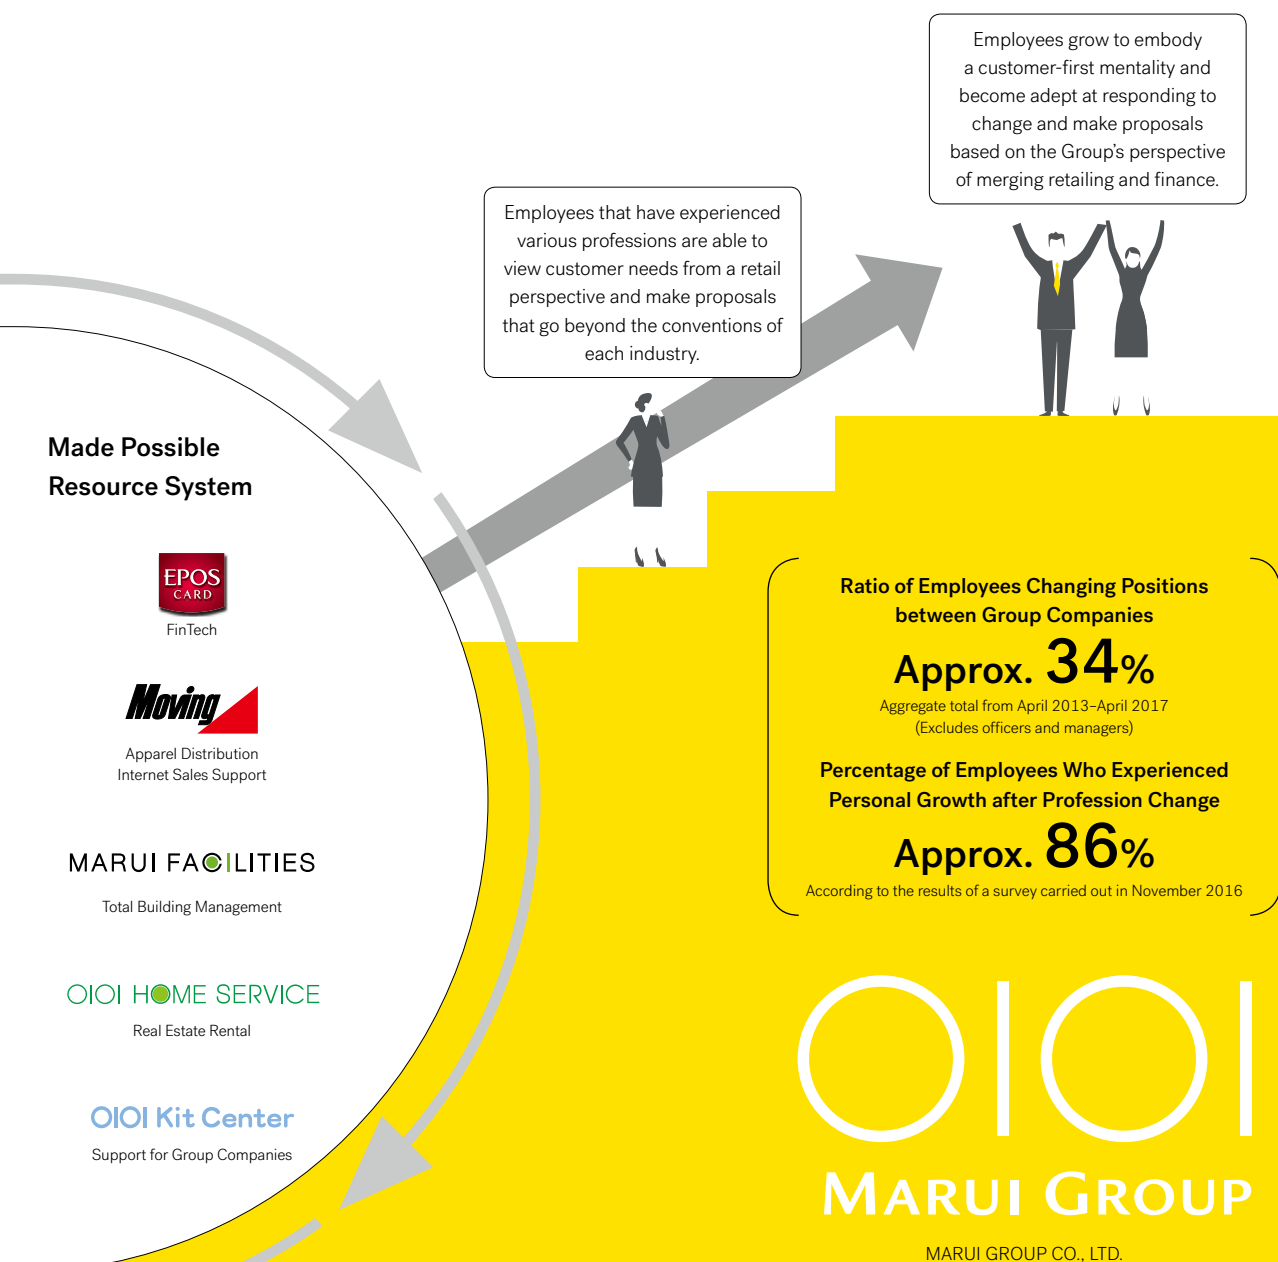 Employees grow to embody
a customer-first mentality and
become adept at responding to
change and make proposals
based on the Group's perspective
of merging retailing and finance.
Employees that have experienced
various professions are able to
view customer needs from a retail
perspective and make proposals
that go beyond the conventions of
each industry.
Made Possible
Resource System
EPOS
CARD
FinTech
Moving
Apparel Distribution
Internet Sales Support
MARUI FACILITIES
Total Building Management
OIOI HOME SERVICE
Real Estate Rental
OIOI Kit Center
Support for Group Companies
Ratio of Employees Changing Positions
between Group Companies
Approx. 34%
Aggregate total from April 2013–April 2017
(Excludes officers and managers)
Percentage of Employees Who Experienced
Personal Growth after Profession Change
Approx. 86%
According to the results of a survey carried out in November 2016
OIOI
MARUI GROUP
MARUI GROUP CO., LTD.